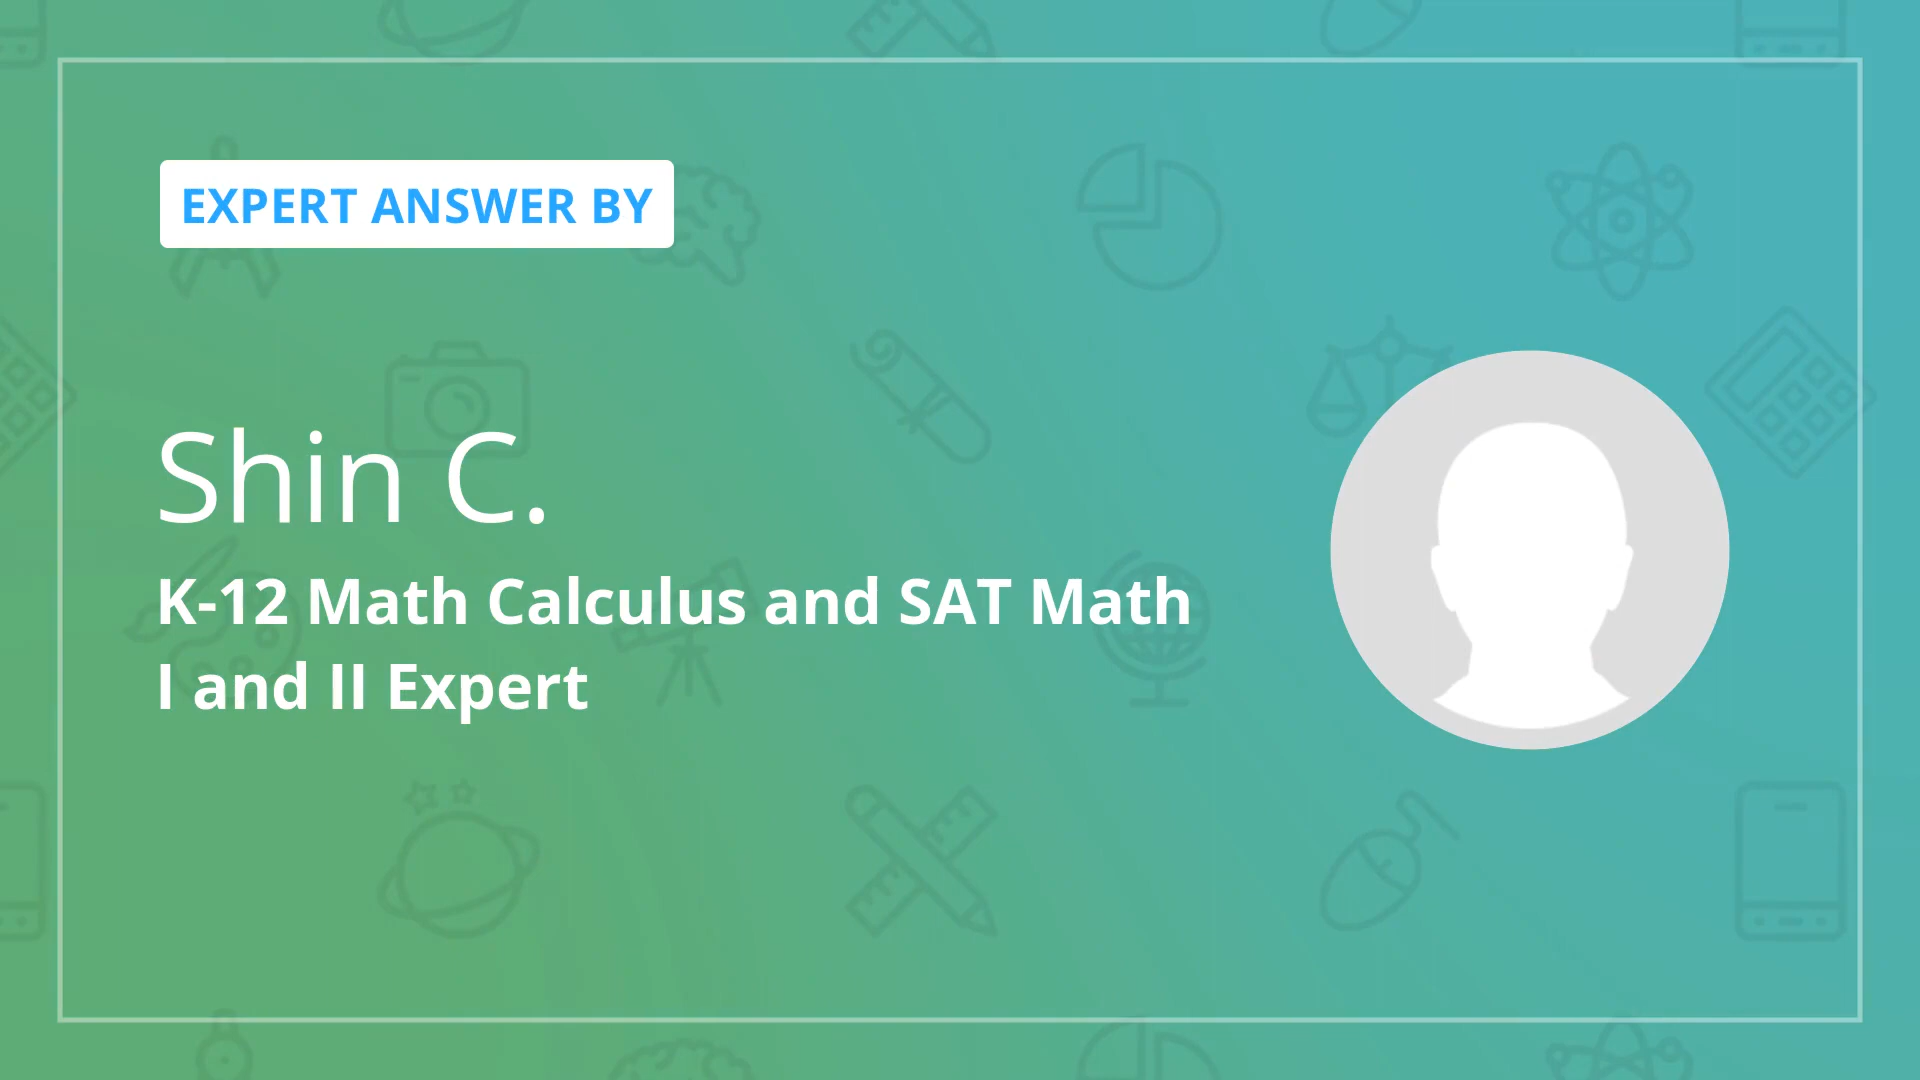 EXPERT ANSWER BY
Shin C.
K-12 Math Calculus and SAT Math
I and II Expert